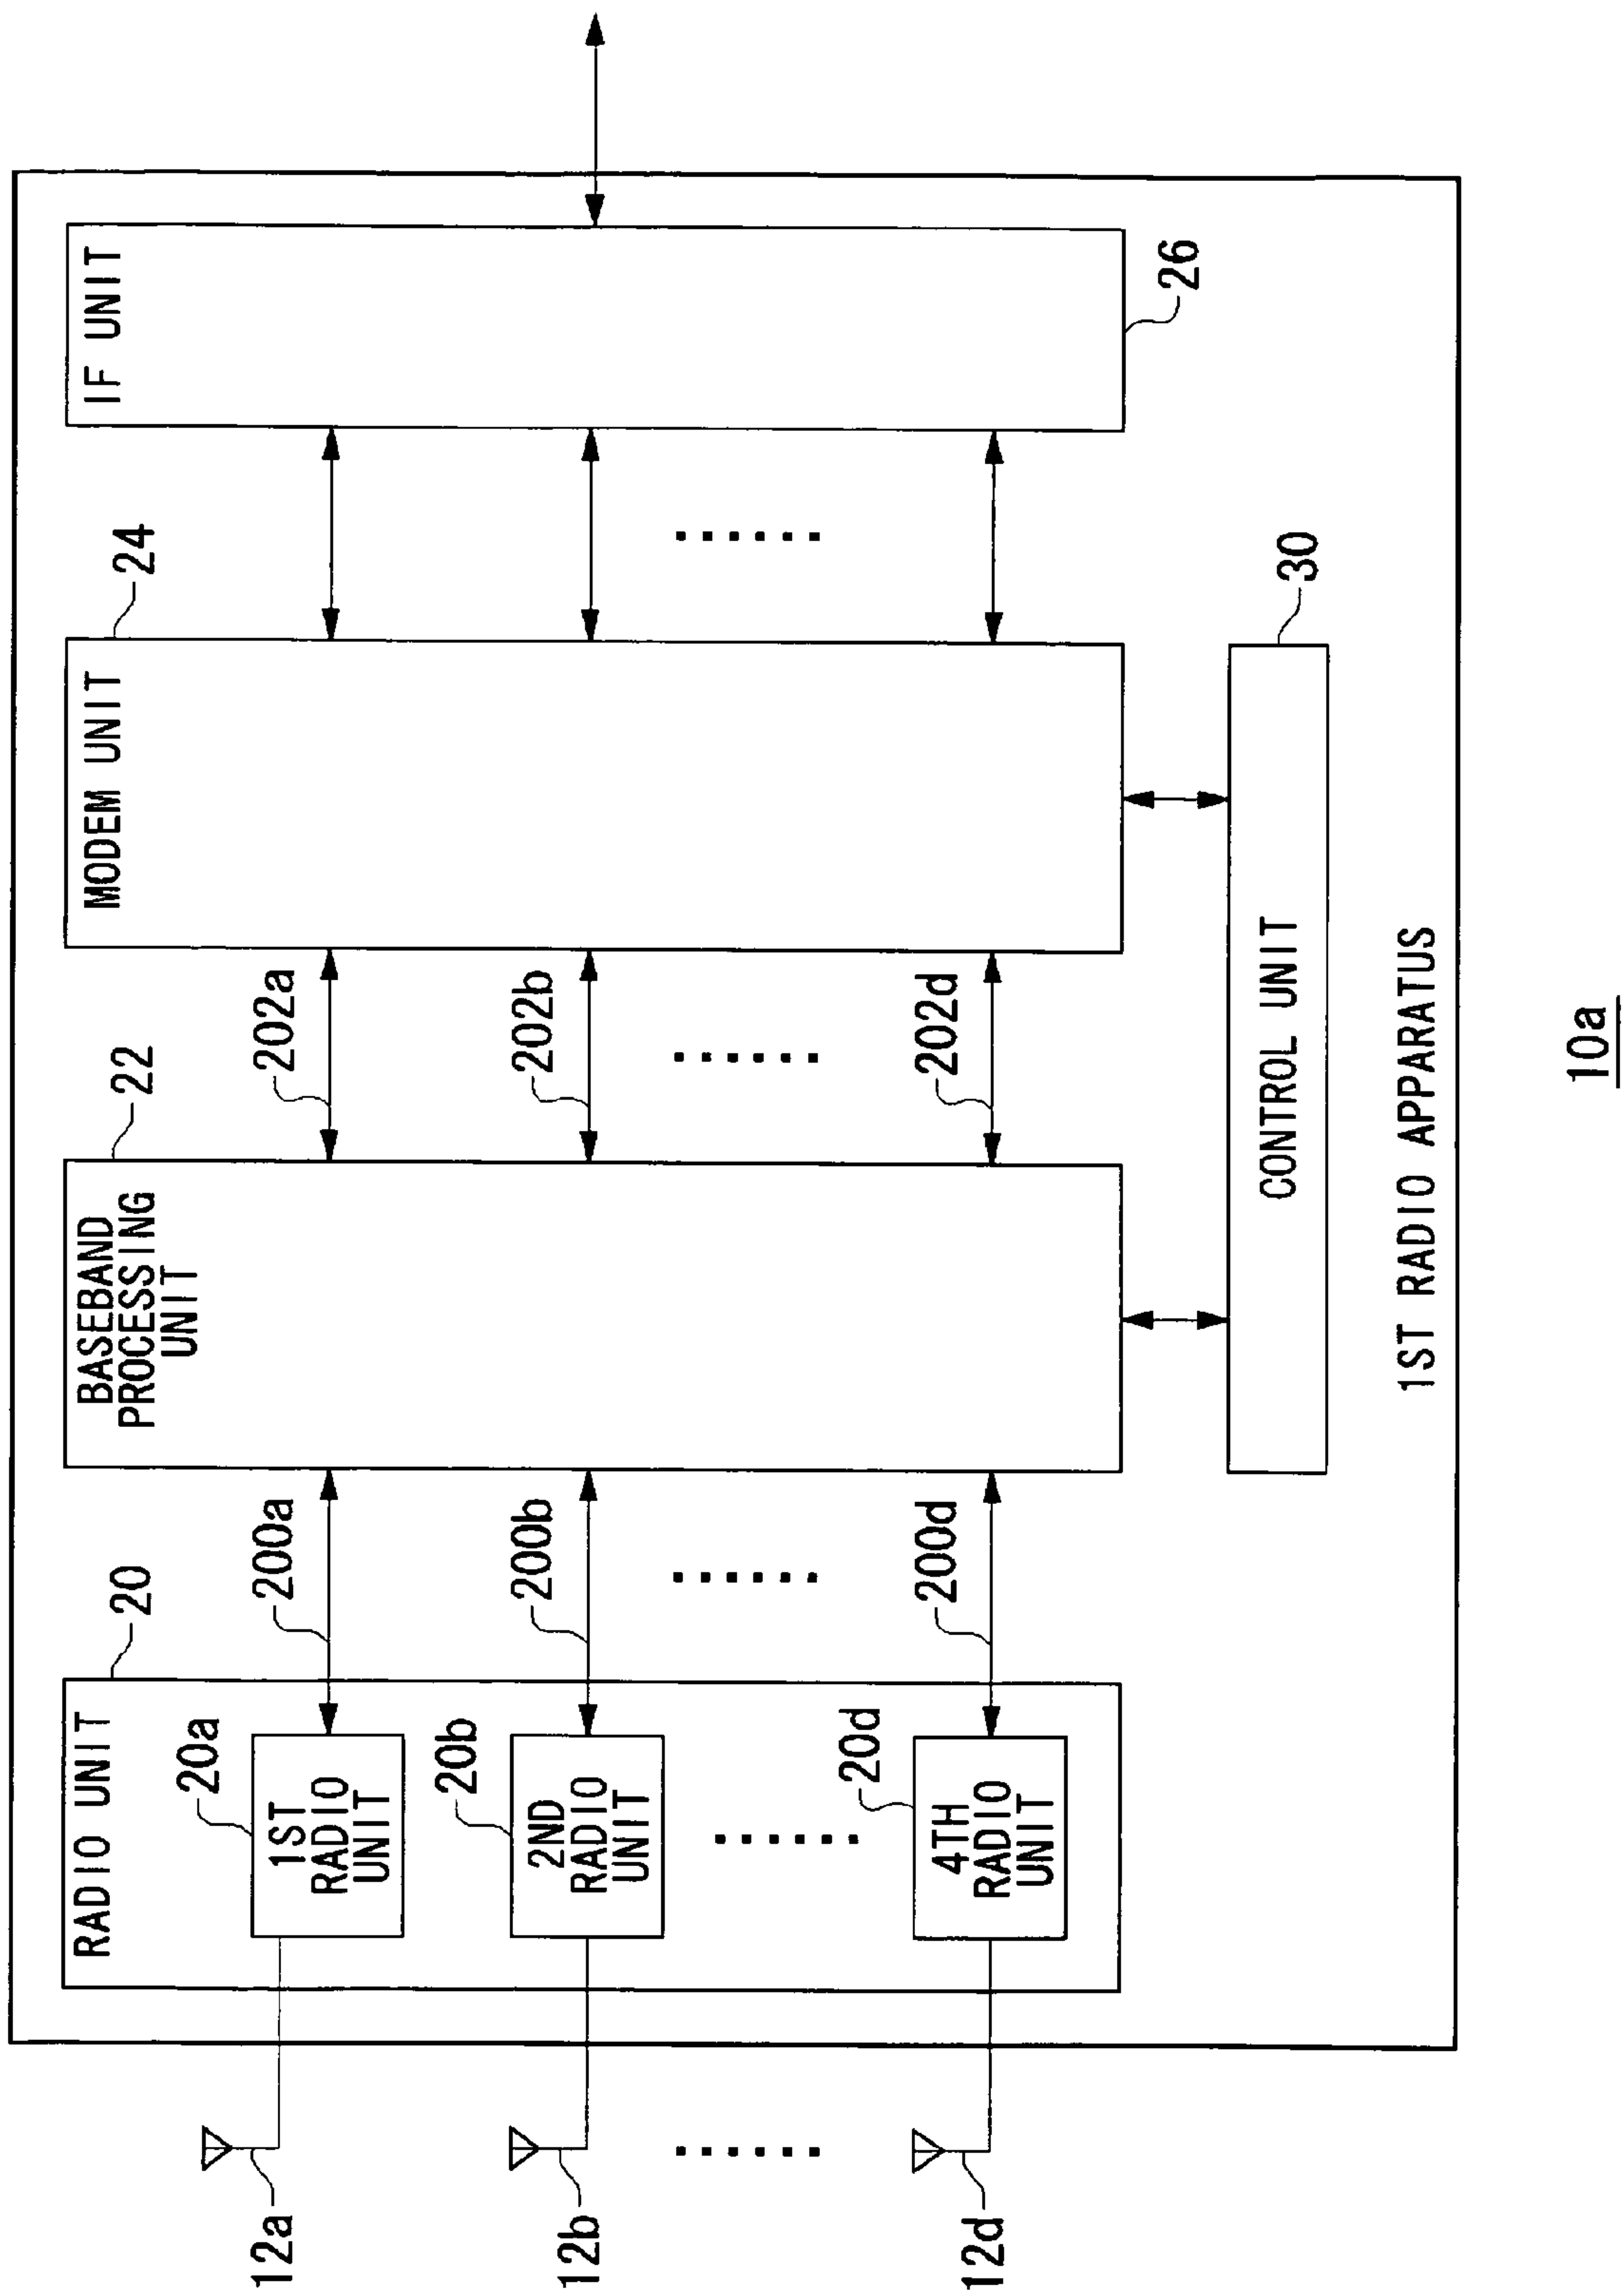 20
22
24
RADIO UNIT
BASEBAND
PROCESSING
UNIT
MODEM UNIT
IF UNIT
12a
20a
1ST
RADIO
UNIT
200a
202a
12b
20b
2ND
RADIO
UNIT
200b
202b
......
......
......
......
......
12d
20d
4TH
RADIO
UNIT
200d
202d
26
CONTROL UNIT
30
1ST RADIO APPARATUS
10a